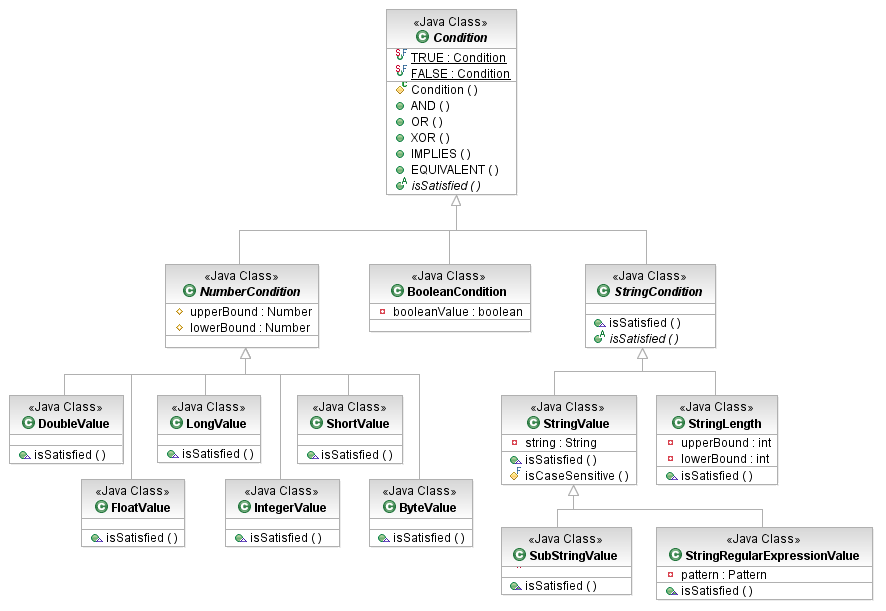 «Java Class»
Condition
TRUE : Condition
FALSE : Condition
Condition ( )
AND ( )
OR ( )
XOR ( )
IMPLIES ( )
EQUIVALENT ( )
isSatisfied ( )
«Java Class»
NumberCondition
upperBound : Number
lowerBound : Number
«Java Class»
BooleanCondition
booleanValue : boolean
«Java Class»
StringCondition
isSatisfied ( )
isSatisfied ( )
«Java Class»
DoubleValue
isSatisfied ( )
«Java Class»
LongValue
isSatisfied ( )
«Java Class»
ShortValue
isSatisfied ( )
«Java Class»
StringValue
string : String
isSatisfied ( )
isCaseSensitive ( )
«Java Class»
StringLength
upperBound : int
lowerBound : int
isSatisfied ( )
«Java Class»
FloatValue
isSatisfied ( )
«Java Class»
IntegerValue
isSatisfied ( )
«Java Class»
ByteValue
isSatisfied ( )
«Java Class»
SubStringValue
isSatisfied ( )
«Java Class»
StringRegularExpressionValue
pattern : Pattern
isSatisfied ( )